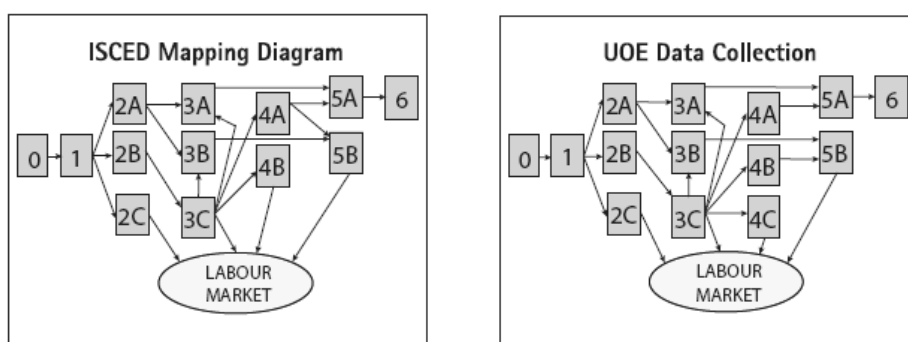 ISCED Mapping Diagram
0
1
2A
2B
2C
3A
3B
3C
4A
4B
5A
5B
6
LABOUR
MARKET
UOE Data Collection
0
1
2A
2B
2C
3A
3B
3C
4A
4B
4C
5A
5B
6
LABOUR
MARKET